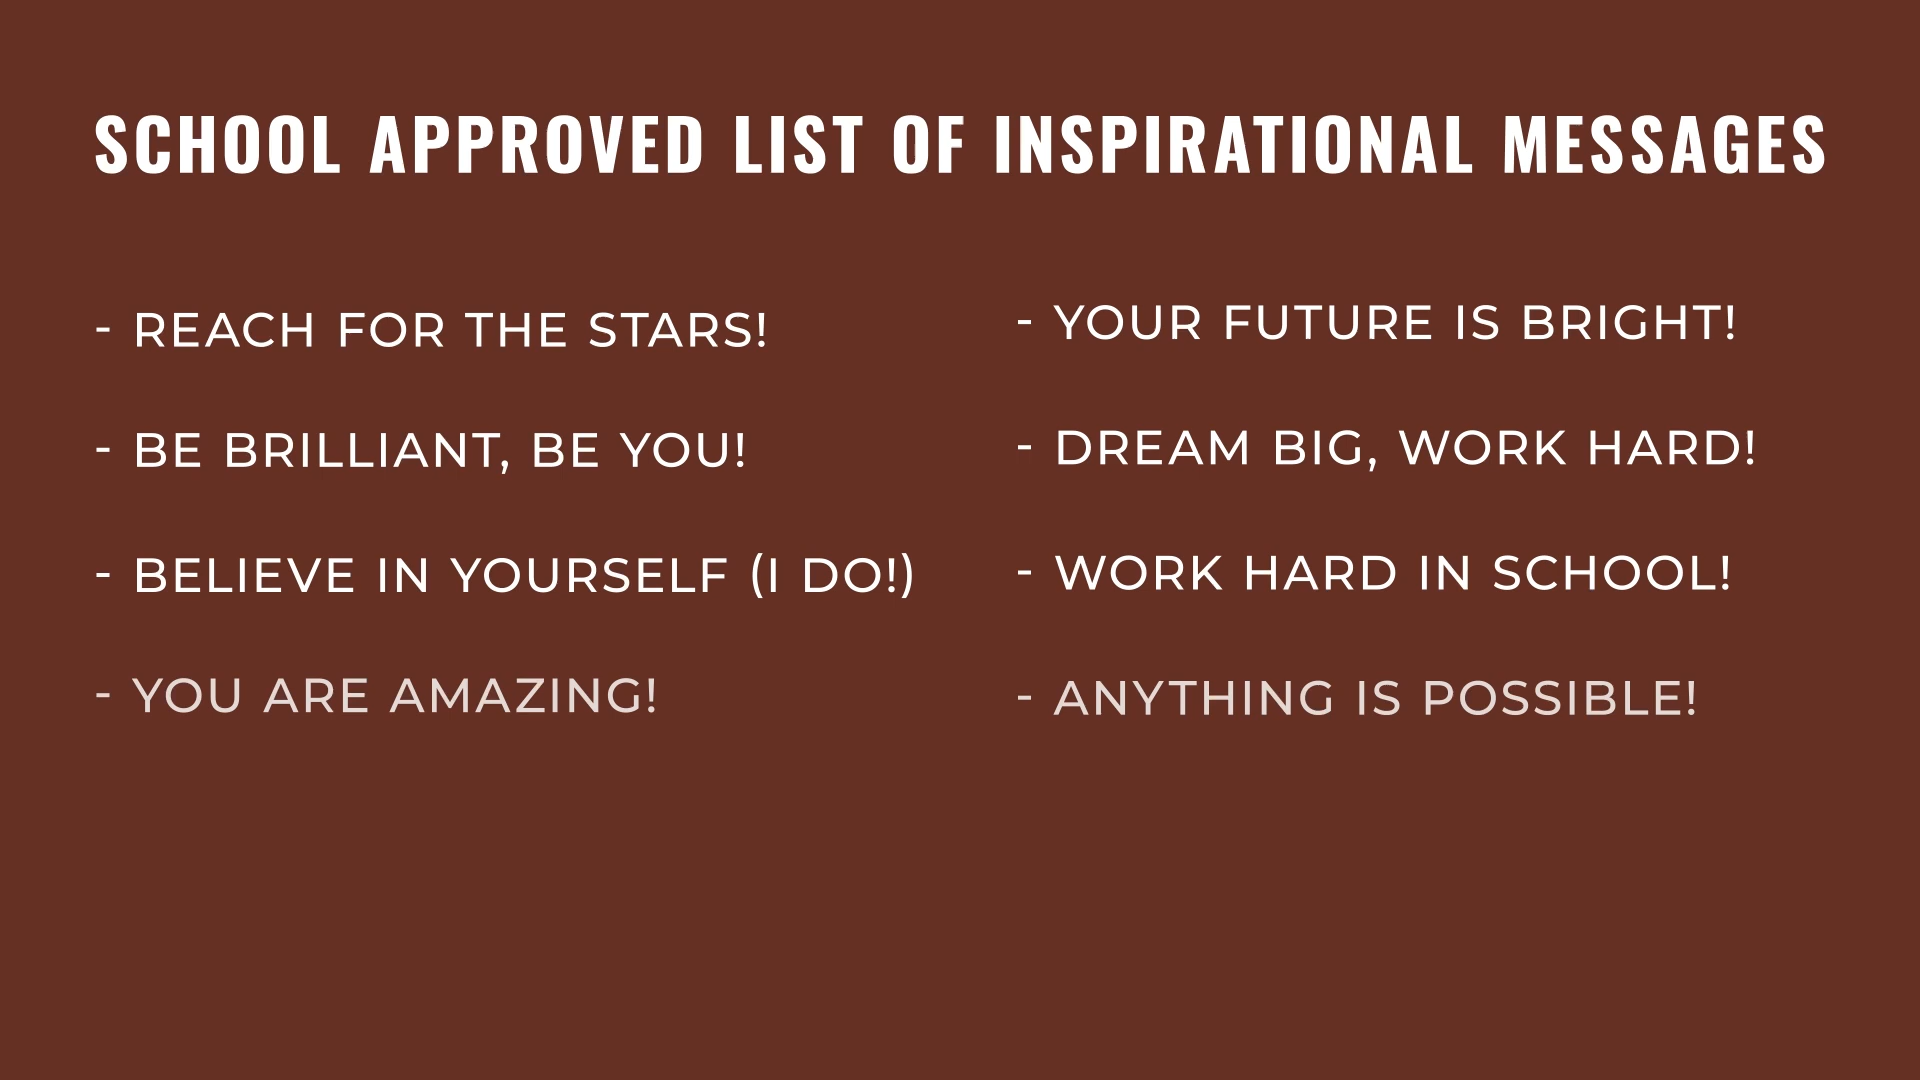 SCHOOL APPROVED LIST OF INSPIRATIONAL MESSAGES
- REACH FOR THE STARS!
- BE BRILLIANT, BE YOU!
- BELIEVE IN YOURSELF (I DO!)
- YOU ARE AMAZING!
- YOUR FUTURE IS BRIGHT!
- DREAM BIG, WORK HARD!
- WORK HARD IN SCHOOL!
- ANYTHING IS POSSIBLE!